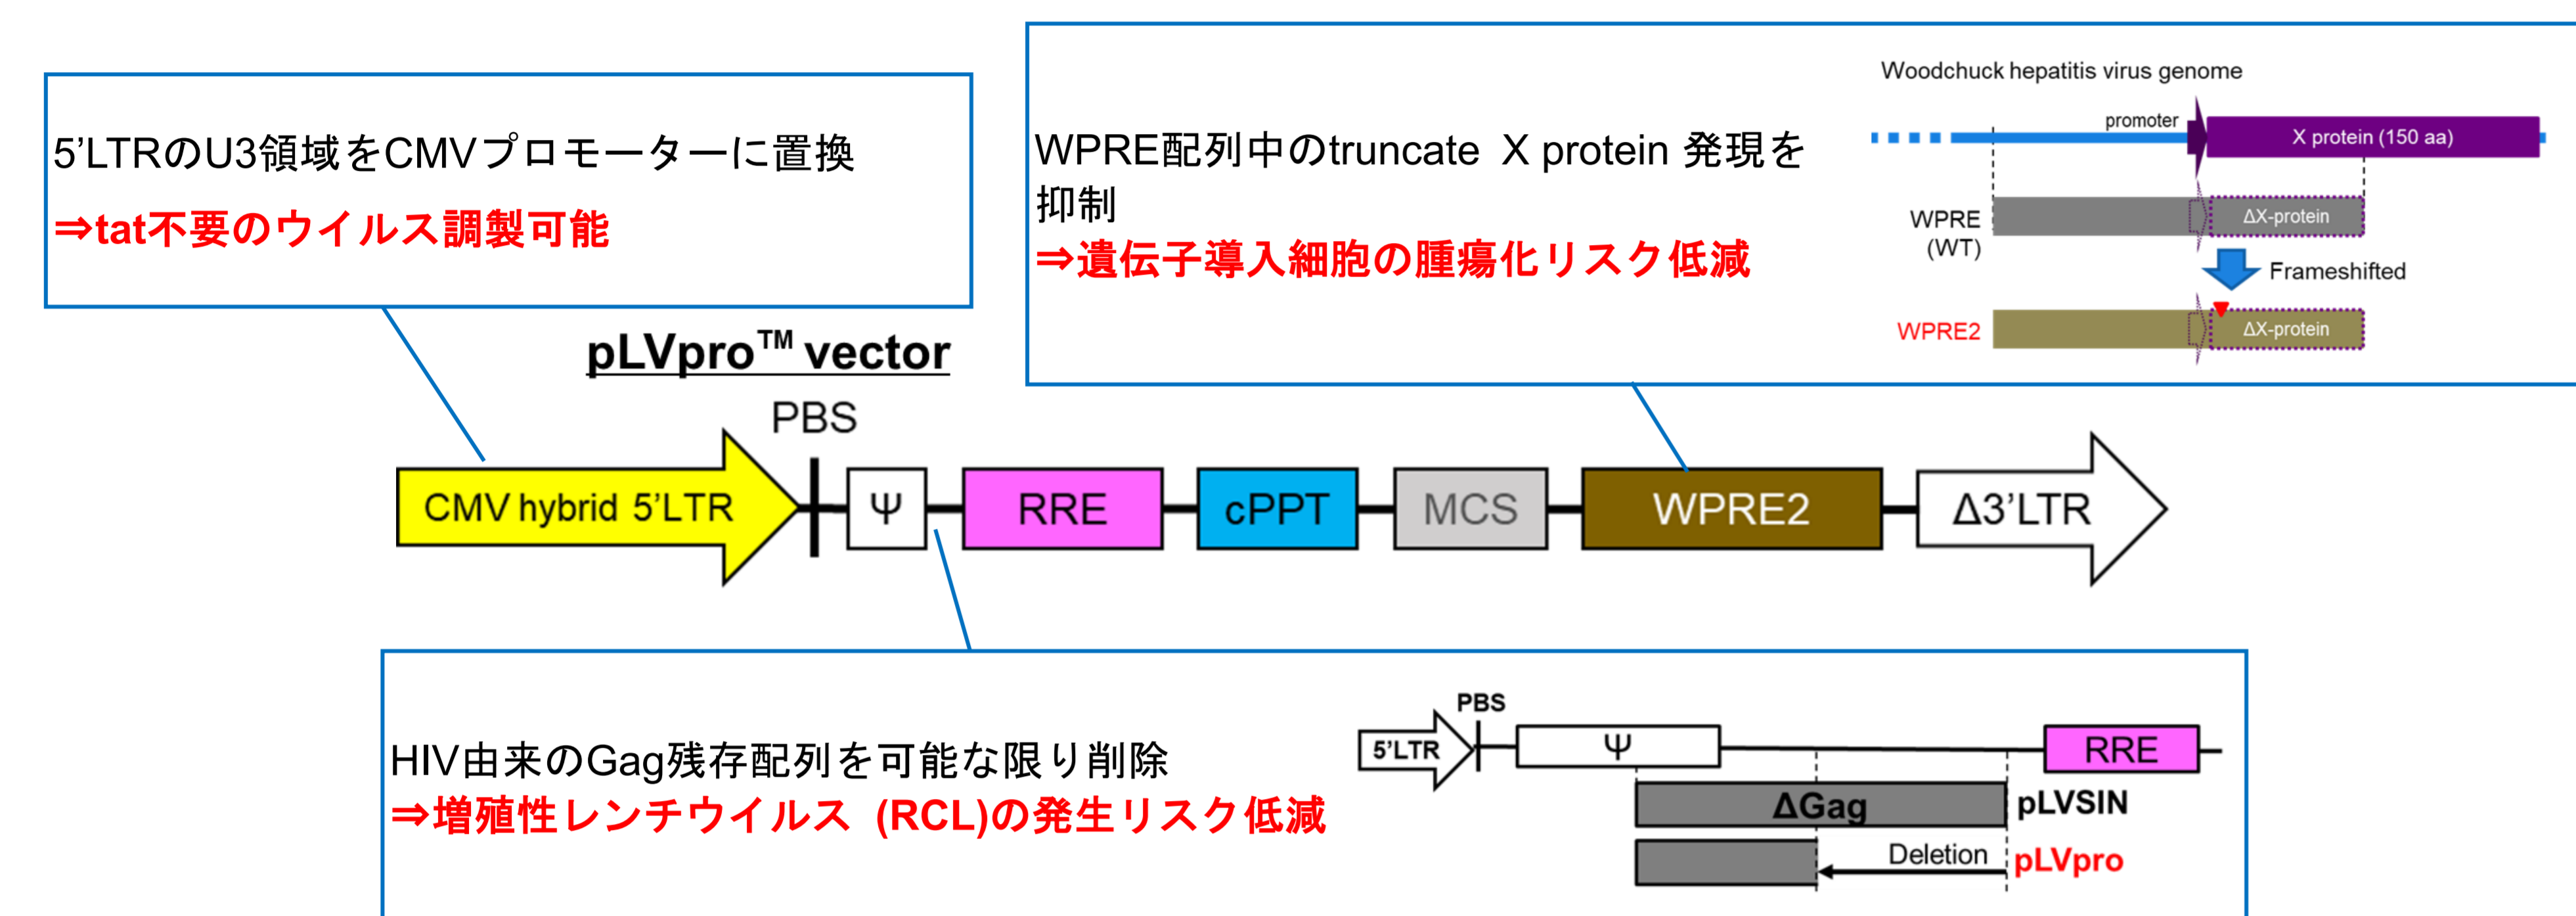 5’LTRのU3領域をCMVプロモーターに置換
⇒tat不要のウイルス調製可能
WPRE配列中のtruncate X protein 発現を
抑制
⇒遺伝子導入細胞の腫瘍化リスク低減
Woodchuck hepatitis virus genome
promoter
X protein (150 aa)
WPRE
(WT)
ΔX-protein
Frameshifted
WPRE2
ΔX-protein
pLVpro™ vector
PBS
CMV hybrid 5’LTR
Ψ
RRE
cPPT
MCS
WPRE2
Δ3’LTR
HIV由来のGag残存配列を可能な限り削除
⇒増殖性レンチウイルス (RCL)の発生リスク低減
PBS
5’LTR
Ψ
RRE
ΔGag
pLVSIN
Deletion
pLVpro